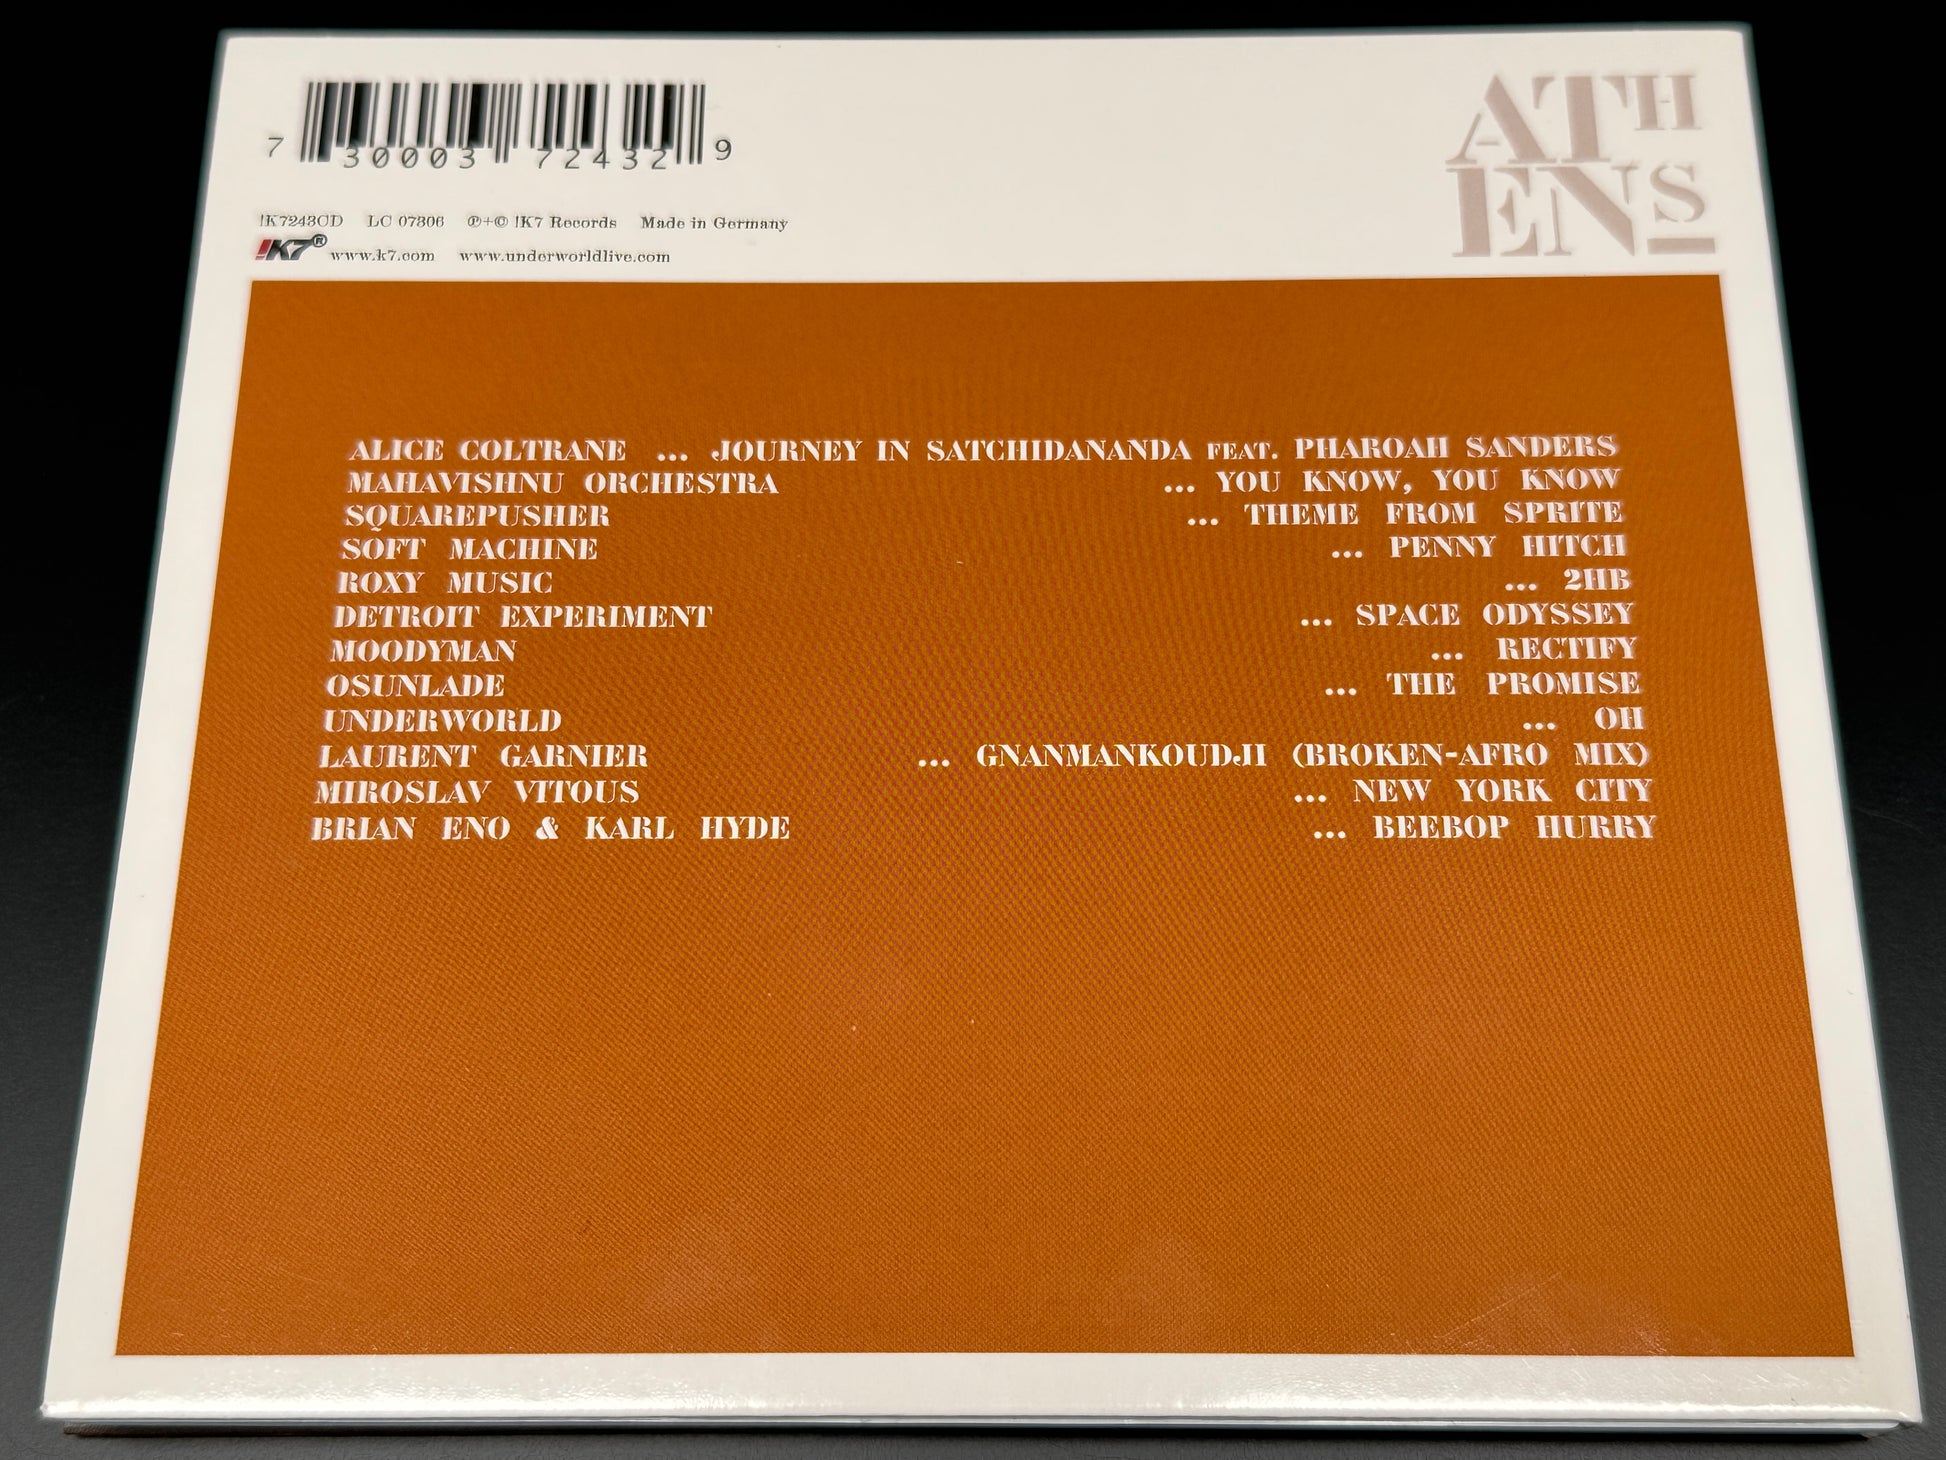 7 30003 72432 9
ATH
ENS
!K7243CD LC 07306 ℗+© !K7 Records Made in Germany
!K7® www.k7.com www.underworldlive.com
ALICE COLTRANE ... JOURNEY IN SATCHIDANANDA FEAT. PHAROAH SANDERS
MAHAVISHNU ORCHESTRA ... YOU KNOW, YOU KNOW
SQUAREPUSHER ... THEME FROM SPRITE
SOFT MACHINE ... PENNY HITCH
ROXY MUSIC ... 2HB
DETROIT EXPERIMENT ... SPACE ODYSSEY
MOODYMAN ... RECTIFY
OSUNLADE ... THE PROMISE
UNDERWORLD ... OH
LAURENT GARNIER ... GNANMANKOUDJI (BROKEN-AFRO MIX)
MIROSLAV VITOUS ... NEW YORK CITY
BRIAN ENO & KARL HYDE ... BEEBOP HURRY